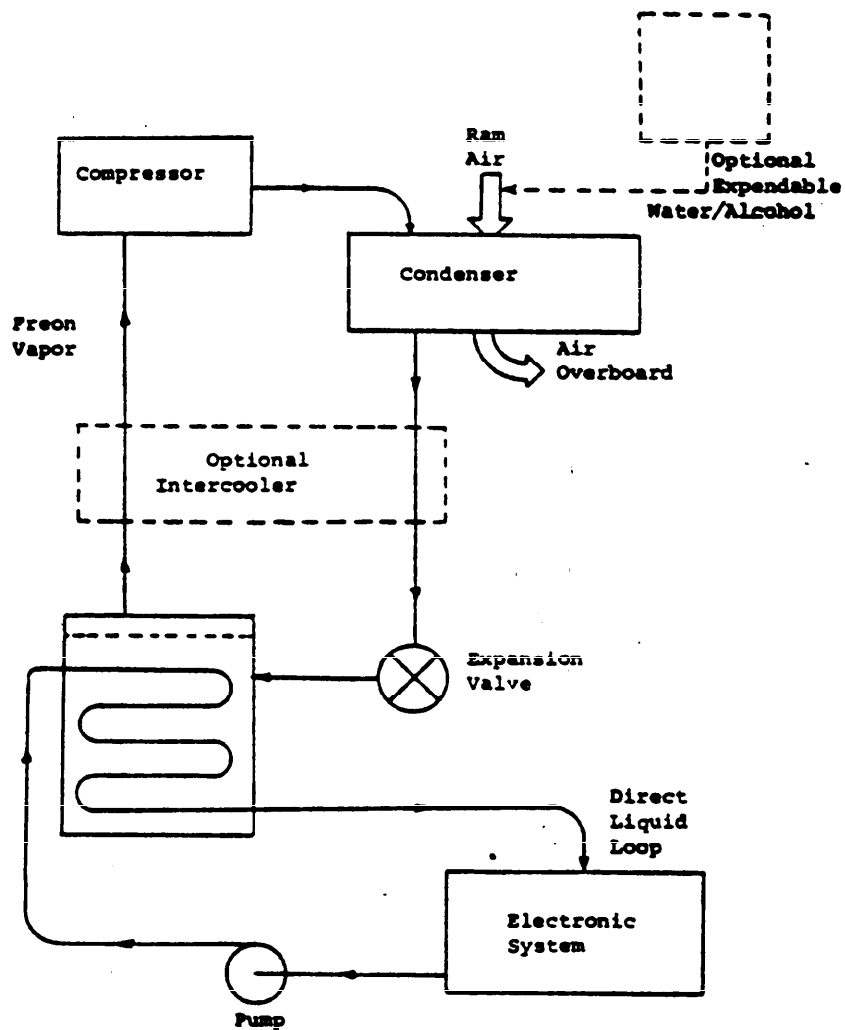 Ram
Air
Optional
Expendable
Water/Alcohol
Compressor
Condenser
Freon
Vapor
Air
Overboard
Optional
Intercooler
Expansion
Valve
Direct
Liquid
Loop
Electronic
System
Pump